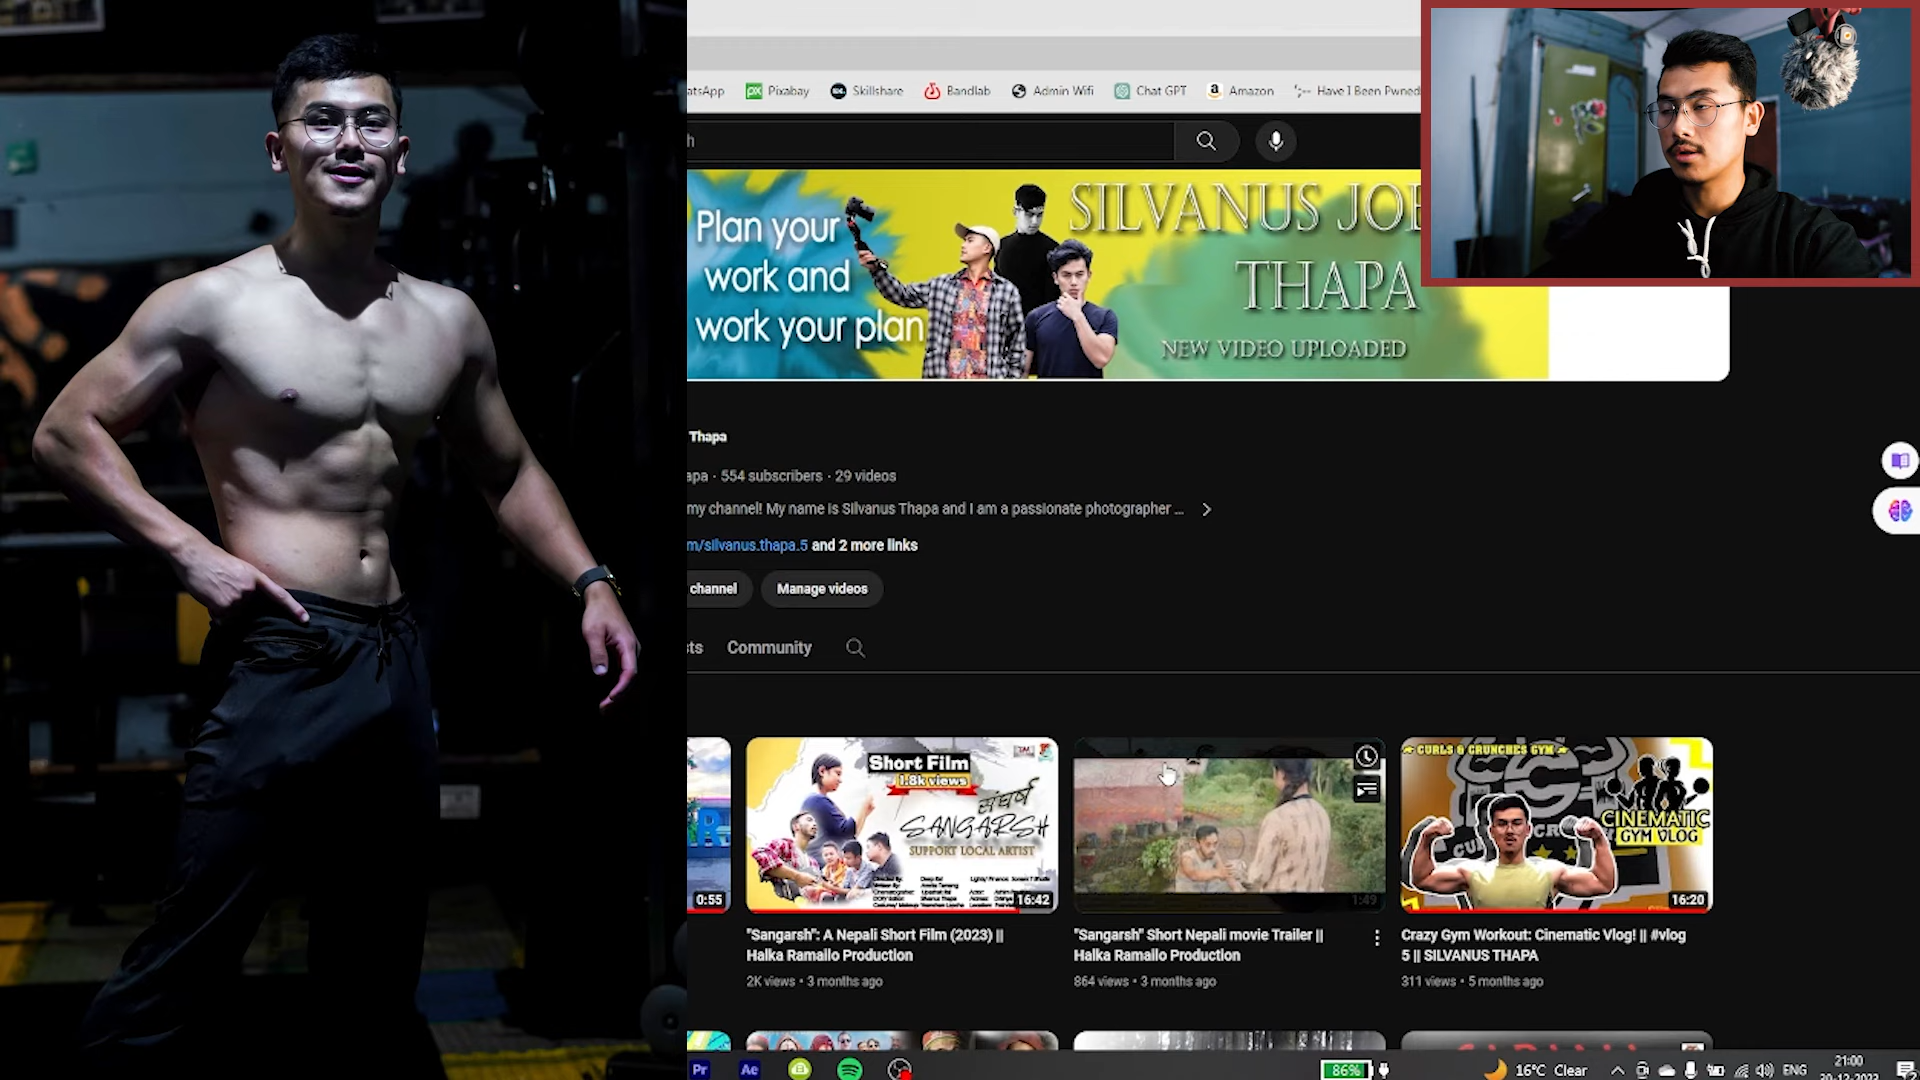 Pixabay
Skillshare
Bandlab
Admin Wifi
Chat GPT
Amazon
Have I Been Pwned
Plan your
work and
work your plan
SILVANUS
THAPA
NEW VIDEO UPLOADED
Thapa
554 subscribers · 29 videos
my channel! My name is Silvanus Thapa and I am a passionate photographer ...
m/silvanus.thapa.5 and 2 more links
channel
Manage videos
Community
0:55
Short Film
1.8k views
संघर्ष
SANGARSH
SUPPORT LOCAL ARTIST
16:42
1:49
CURLS & CRUNCHES GYM
CINEMATIC
GYM VLOG
16:20
"Sangarsh": A Nepali Short Film (2023) ||
Halka Ramailo Production
2K views • 3 months ago
"Sangarsh" Short Nepali movie Trailer ||
Halka Ramailo Production
864 views • 3 months ago
Crazy Gym Workout: Cinematic Vlog! || #vlog
5 || SILVANUS THAPA
311 views • 5 months ago
Pr
Ae
86%
16°C Clear
ENG
21:00